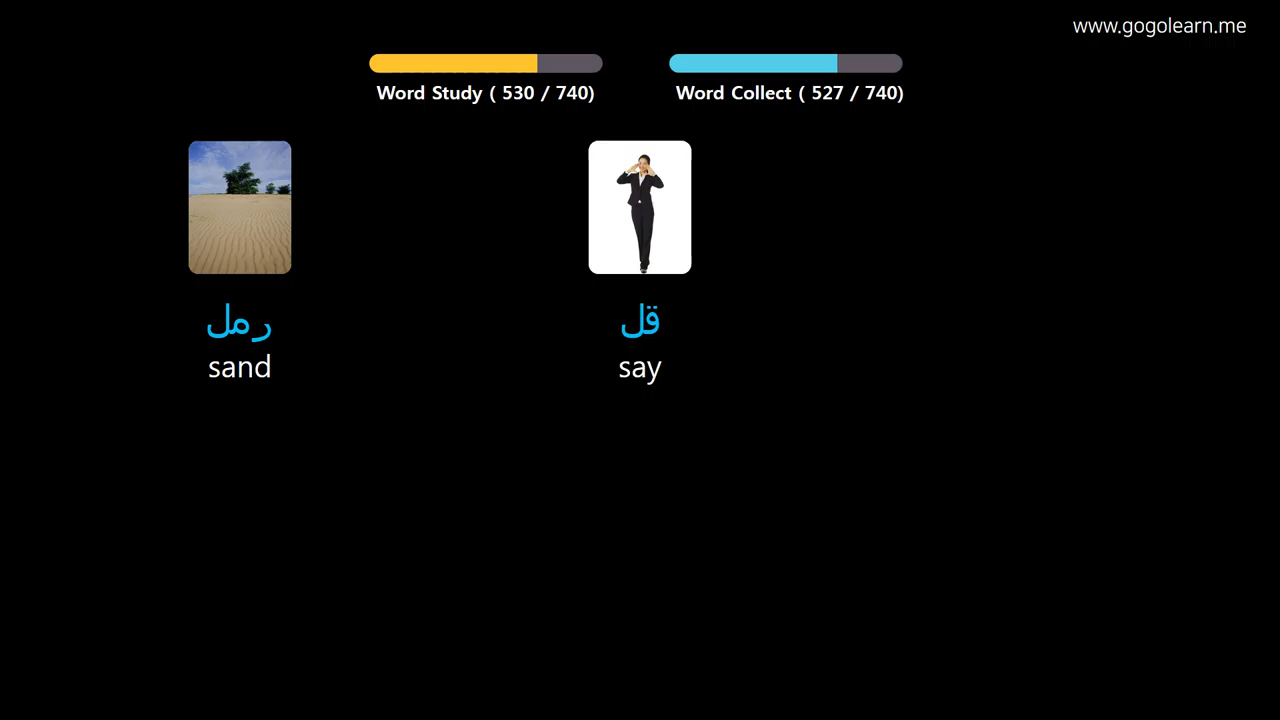 www.gogolearn.me
Word Study ( 530 / 740)
Word Collect ( 527 / 740)
رمل
sand
قل
say